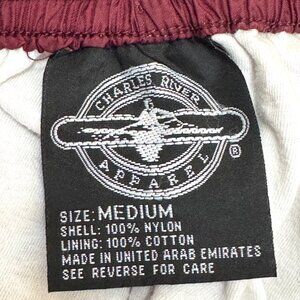 CHARLES RIVER
APPAREL
®
SIZE: MEDIUM
SHELL: 100% NYLON
LINING: 100% COTTON
MADE IN UNITED ARAB EMIRATES
SEE REVERSE FOR CARE